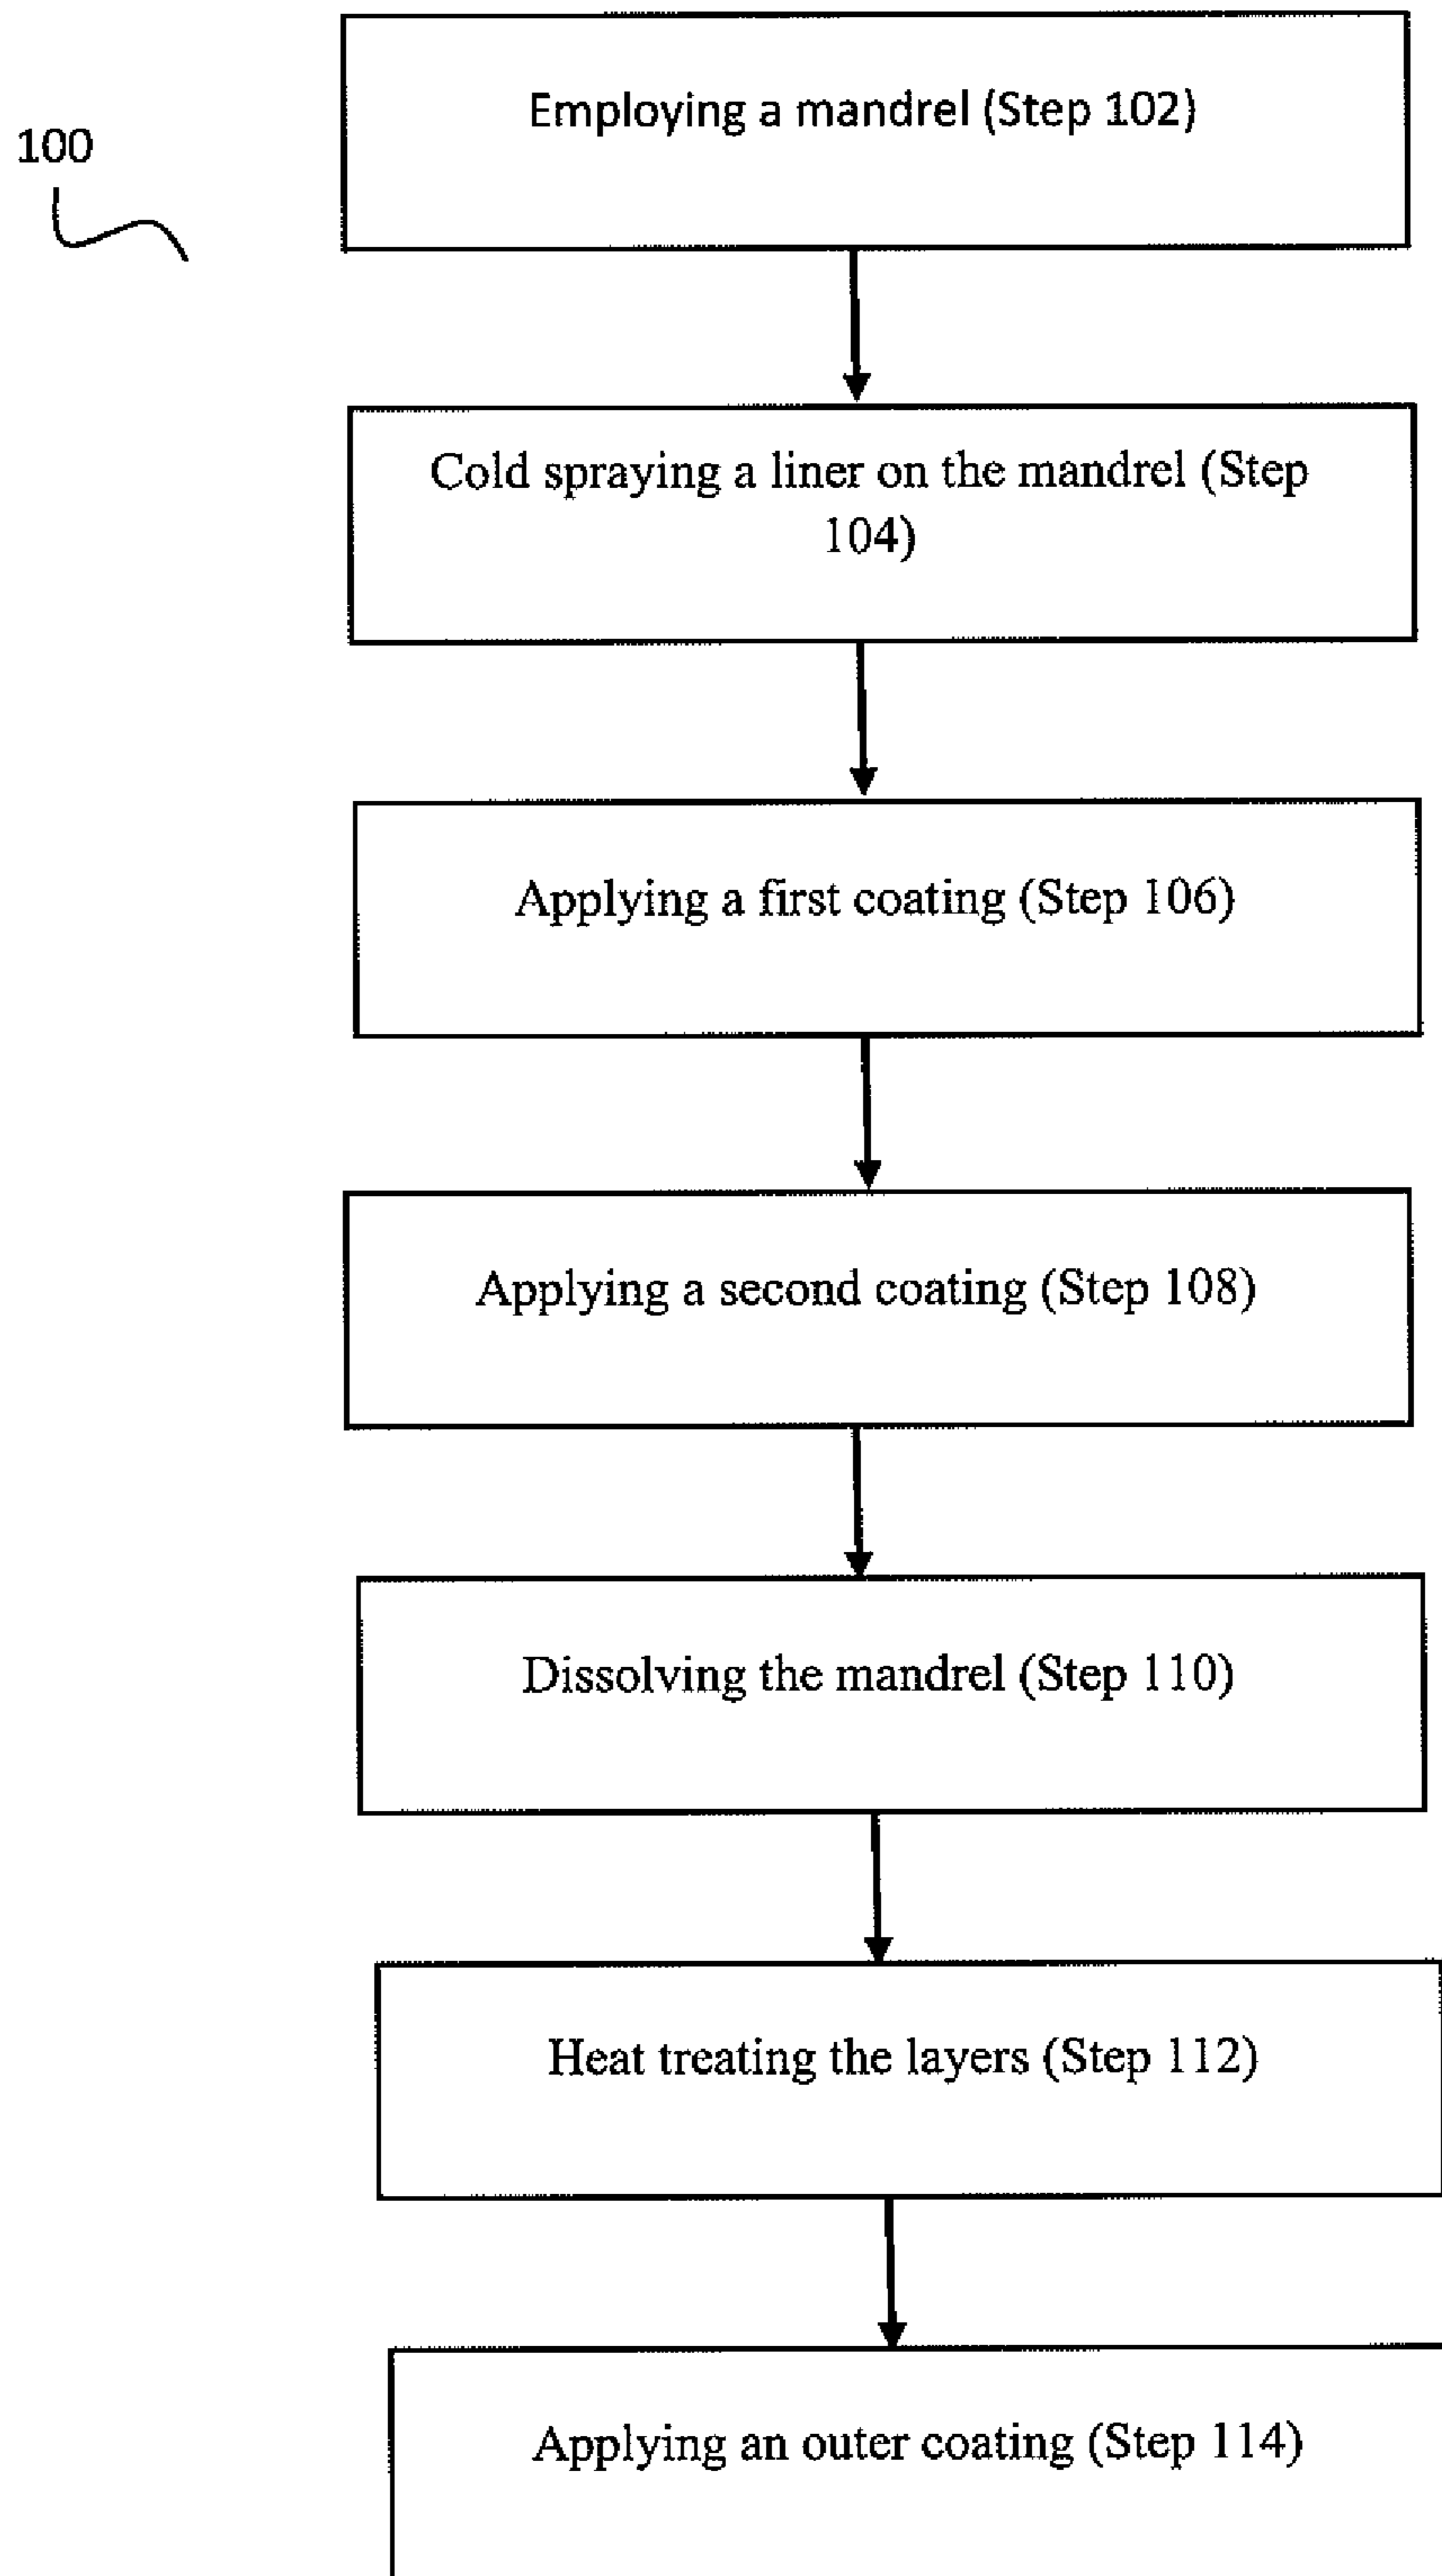 Employing a mandrel (Step 102)
100
Cold spraying a liner on the mandrel (Step
104)
Applying a first coating (Step 106)
Applying a second coating (Step 108)
Dissolving the mandrel (Step 110)
Heat treating the layers (Step 112)
Applying an outer coating (Step 114)